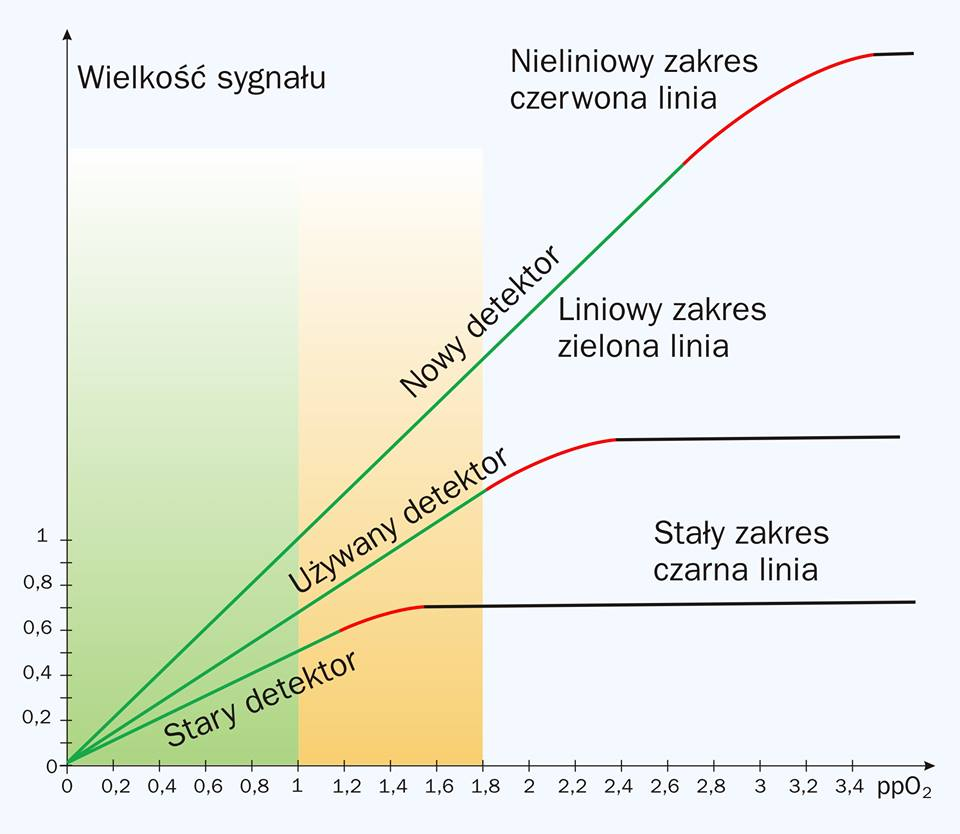 Wielkość sygnału
Nieliniowy zakres
czerwona linia
Nowy detektor
Liniowy zakres
zielona linia
Używany detektor
Stały zakres
czarna linia
Stary detektor
1
0,8
0,6
0,4
0,2
0
0 0,2 0,4 0,6 0,8 1 1,2 1,4 1,6 1,8 2 2,2 2,4 2,6 2,8 3 3,2 3,4 ppO₂